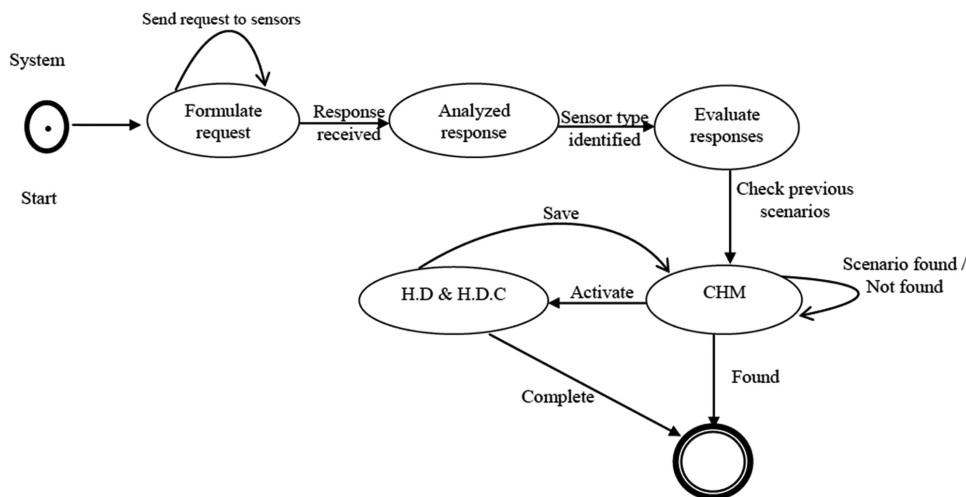 Send request to sensors
System
Start
Formulate
request
Response
received
Analyzed
response
Sensor type
identified
Evaluate
responses
Check previous
scenarios
Save
H.D & H.D.C
Activate
CHM
Scenario found /
Not found
Complete
Found